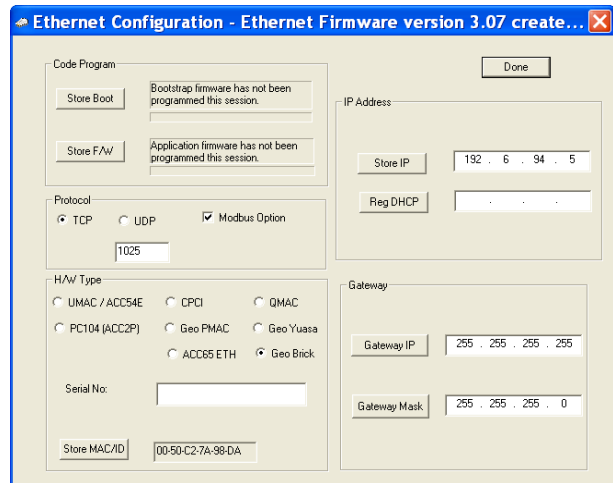 Ethernet Configuration - Ethernet Firmware version 3.07 create...
Code Program
Store Boot
Bootstrap firmware has not been
programmed this session.
Store F/W
Application firmware has not been
programmed this session.
Protocol
TCP
UDP
Modbus Option
1025
H/W Type
UMAC / ACC54E
CPCI
QMAC
PC104 (ACC2P)
Geo PMAC
Geo Yuasa
ACC65 ETH
Geo Brick
Serial No:
Store MAC/ID
00-50-C2-7A-98-DA
Done
IP Address
Store IP
192 . 6 . 94 . 5
Reg DHCP
. . .
Gateway
Gateway IP
255 . 255 . 255 . 255
Gateway Mask
255 . 255 . 255 . 0